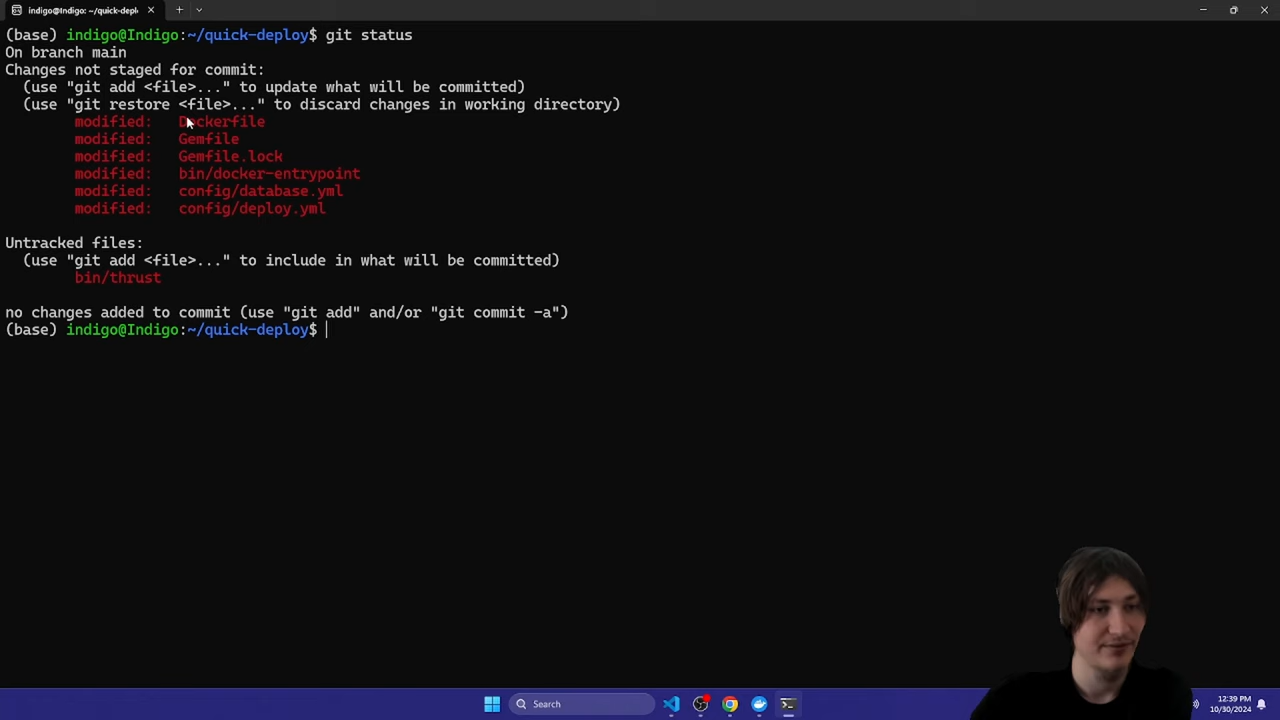 indigo@Indigo: ~/quick-depl
(base) indigo@Indigo:~/quick-deploy$ git status
On branch main
Changes not staged for commit:
  (use "git add <file>..." to update what will be committed)
  (use "git restore <file>..." to discard changes in working directory)
        modified:   Dockerfile
        modified:   Gemfile
        modified:   Gemfile.lock
        modified:   bin/docker-entrypoint
        modified:   config/database.yml
        modified:   config/deploy.yml
Untracked files:
  (use "git add <file>..." to include in what will be committed)
        bin/thrust
no changes added to commit (use "git add" and/or "git commit -a")
(base) indigo@Indigo:~/quick-deploy$
Search
12:39 PM
10/30/2024